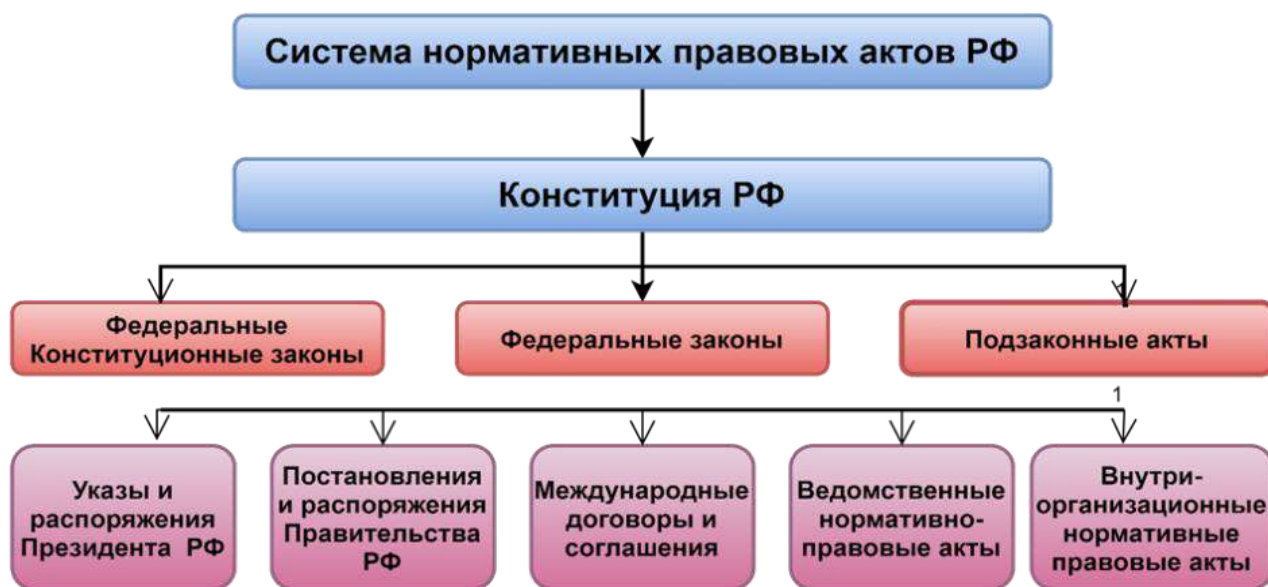 Система нормативных правовых актов РФ
Конституция РФ
Федеральные
Конституционные законы
Федеральные законы
Подзаконные акты
1
Указы и
распоряжения
Президента РФ
Постановления
и распоряжения
Правительства
РФ
Международные
договоры и
соглашения
Ведомственные
нормативно-
правовые акты
Внутри-
организационные
нормативные
правовые акты